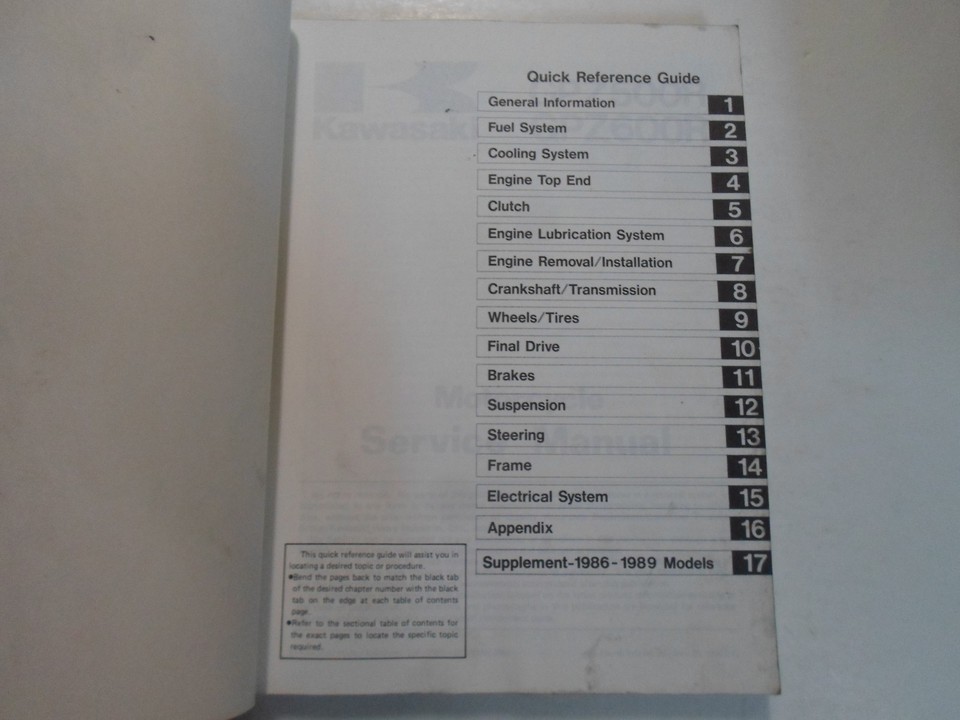 Quick Reference Guide
General Information 1
Fuel System 2
Cooling System 3
Engine Top End 4
Clutch 5
Engine Lubrication System 6
Engine Removal/Installation 7
Crankshaft/Transmission 8
Wheels/Tires 9
Final Drive 10
Brakes 11
Suspension 12
Steering 13
Frame 14
Electrical System 15
Appendix 16
Supplement-1986-1989 Models 17
This quick reference guide will assist you in
locating a desired topic or procedure.
•Bend the pages back to match the black tab
of the desired chapter number with the black
tab on the edge at each table of contents
page.
•Refer to the sectional table of contents for
the exact pages to locate the specific topic
required.
Kawasaki
Service Manual